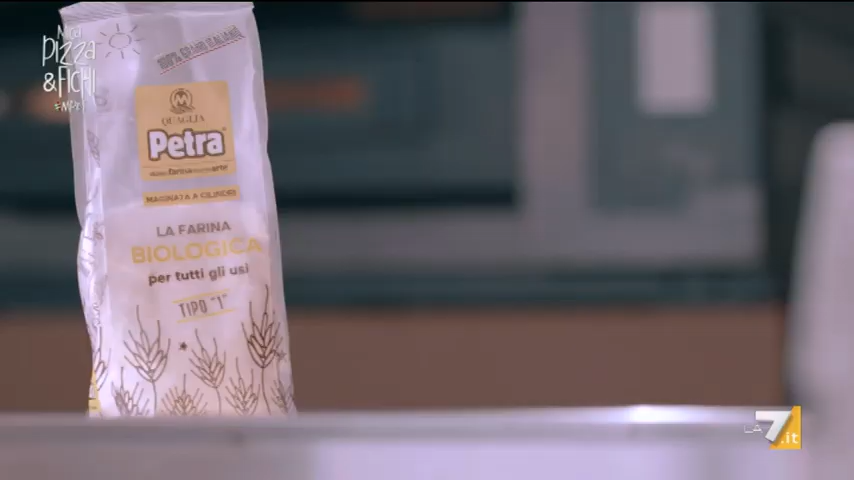 PIZZA
&FICHI
100% GRANO ITALIANO
QUAGLIA
Petra
MACINATA A CILINDRI
LA FARINA
BIOLOGICA
per tutti gli usi
TIPO "1"
LA7.it